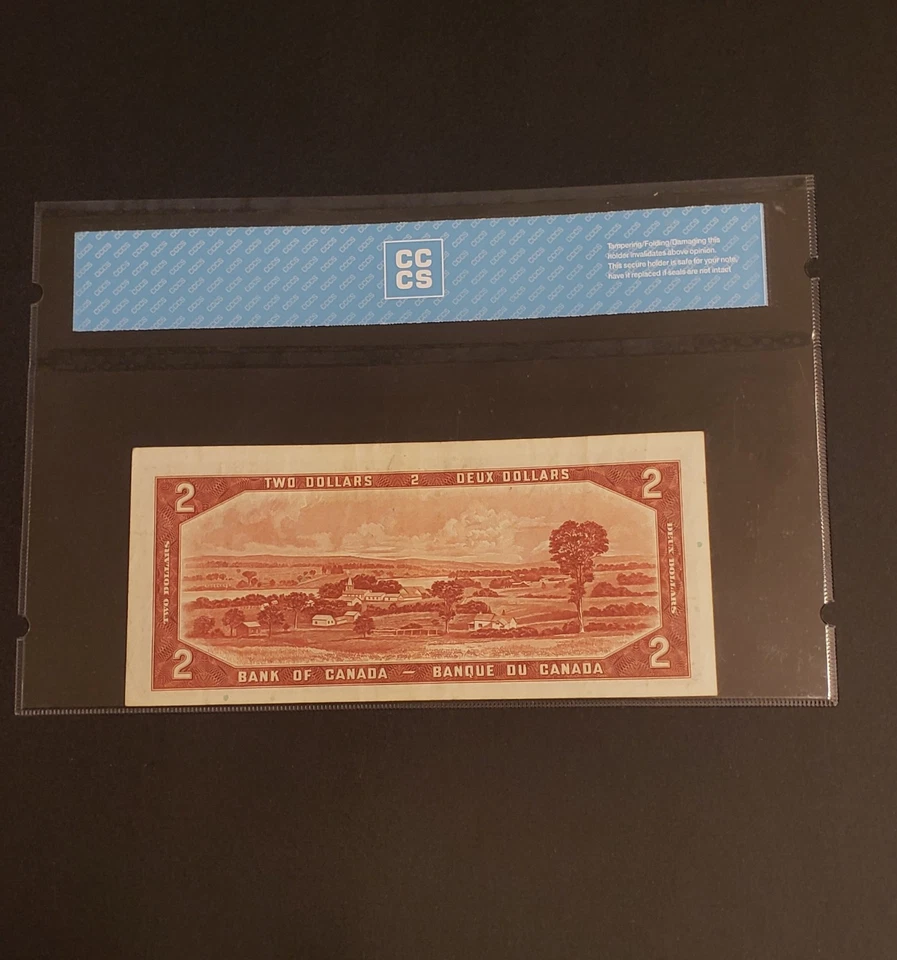 CC
CS
Tampering/Folding/Damaging this
holder invalidates above opinion.
This secure holder is safe for your note,
have if replaced if seals are not intact
TWO DOLLARS 2 DEUX DOLLARS
2
2
TWO DOLLARS
DEUX DOLLARS
2
2
BANK OF CANADA — BANQUE DU CANADA